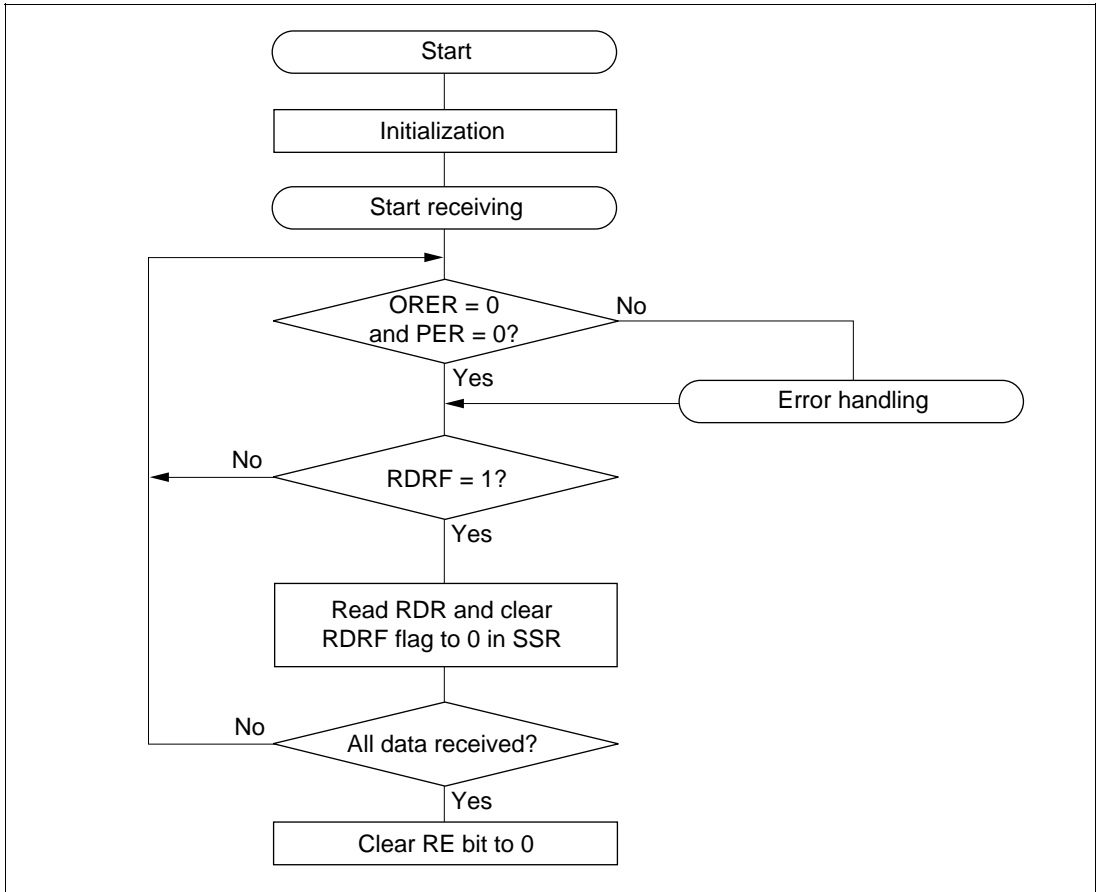 Start
Initialization
Start receiving
ORER = 0
and PER = 0?
No
Yes
Error handling
No
RDRF = 1?
Yes
Read RDR and clear
RDRF flag to 0 in SSR
No
All data received?
Yes
Clear RE bit to 0